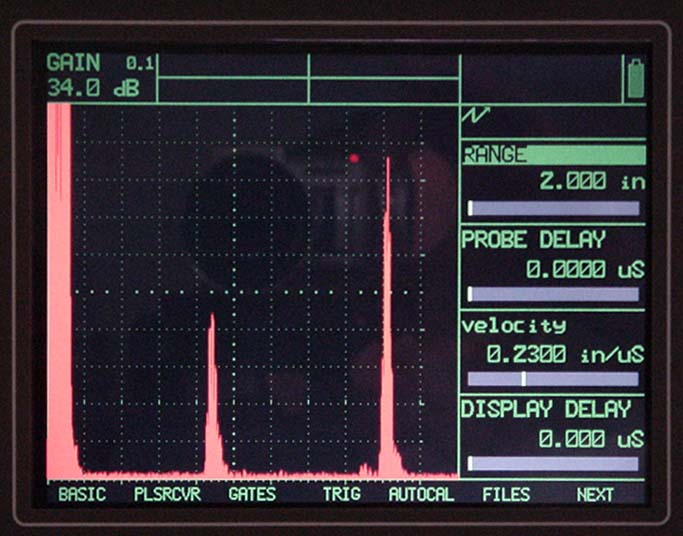 GAIN 0.1
34.0 dB
RANGE
2.000 in
PROBE DELAY
0.0000 uS
velocity
0.2300 in/uS
DISPLAY DELAY
0.000 uS
BASIC PLSRCVR GATES TRIG AUTOCAL FILES NEXT